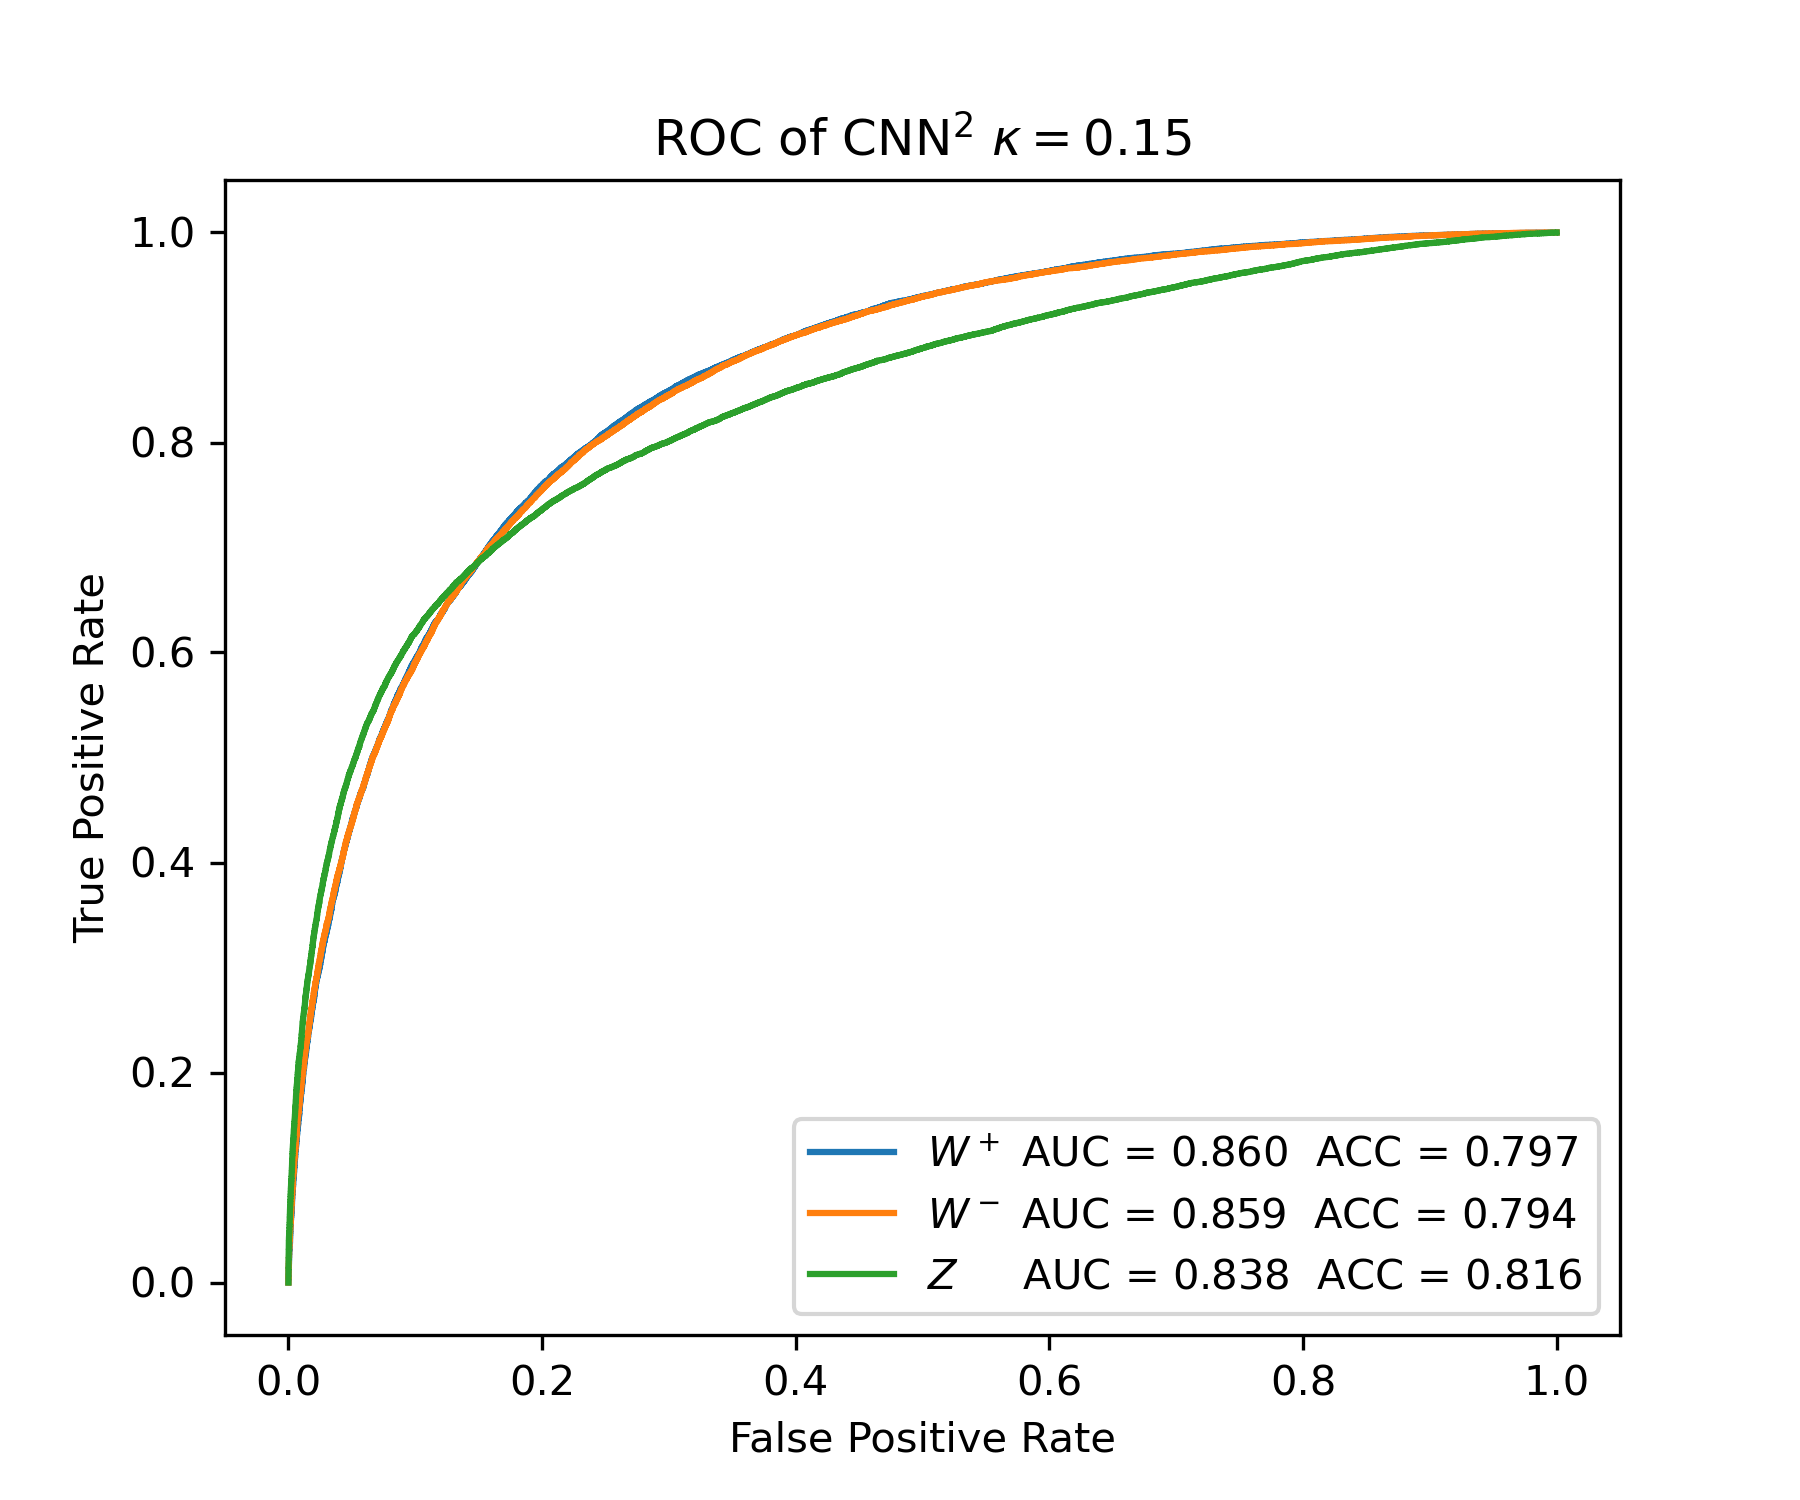 ROC of CNN² κ = 0.15
1.0
0.8
0.6
0.4
0.2
0.0
True Positive Rate
W⁺ AUC = 0.860 ACC = 0.797
W⁻ AUC = 0.859 ACC = 0.794
Z AUC = 0.838 ACC = 0.816
0.0 0.2 0.4 0.6 0.8 1.0
False Positive Rate